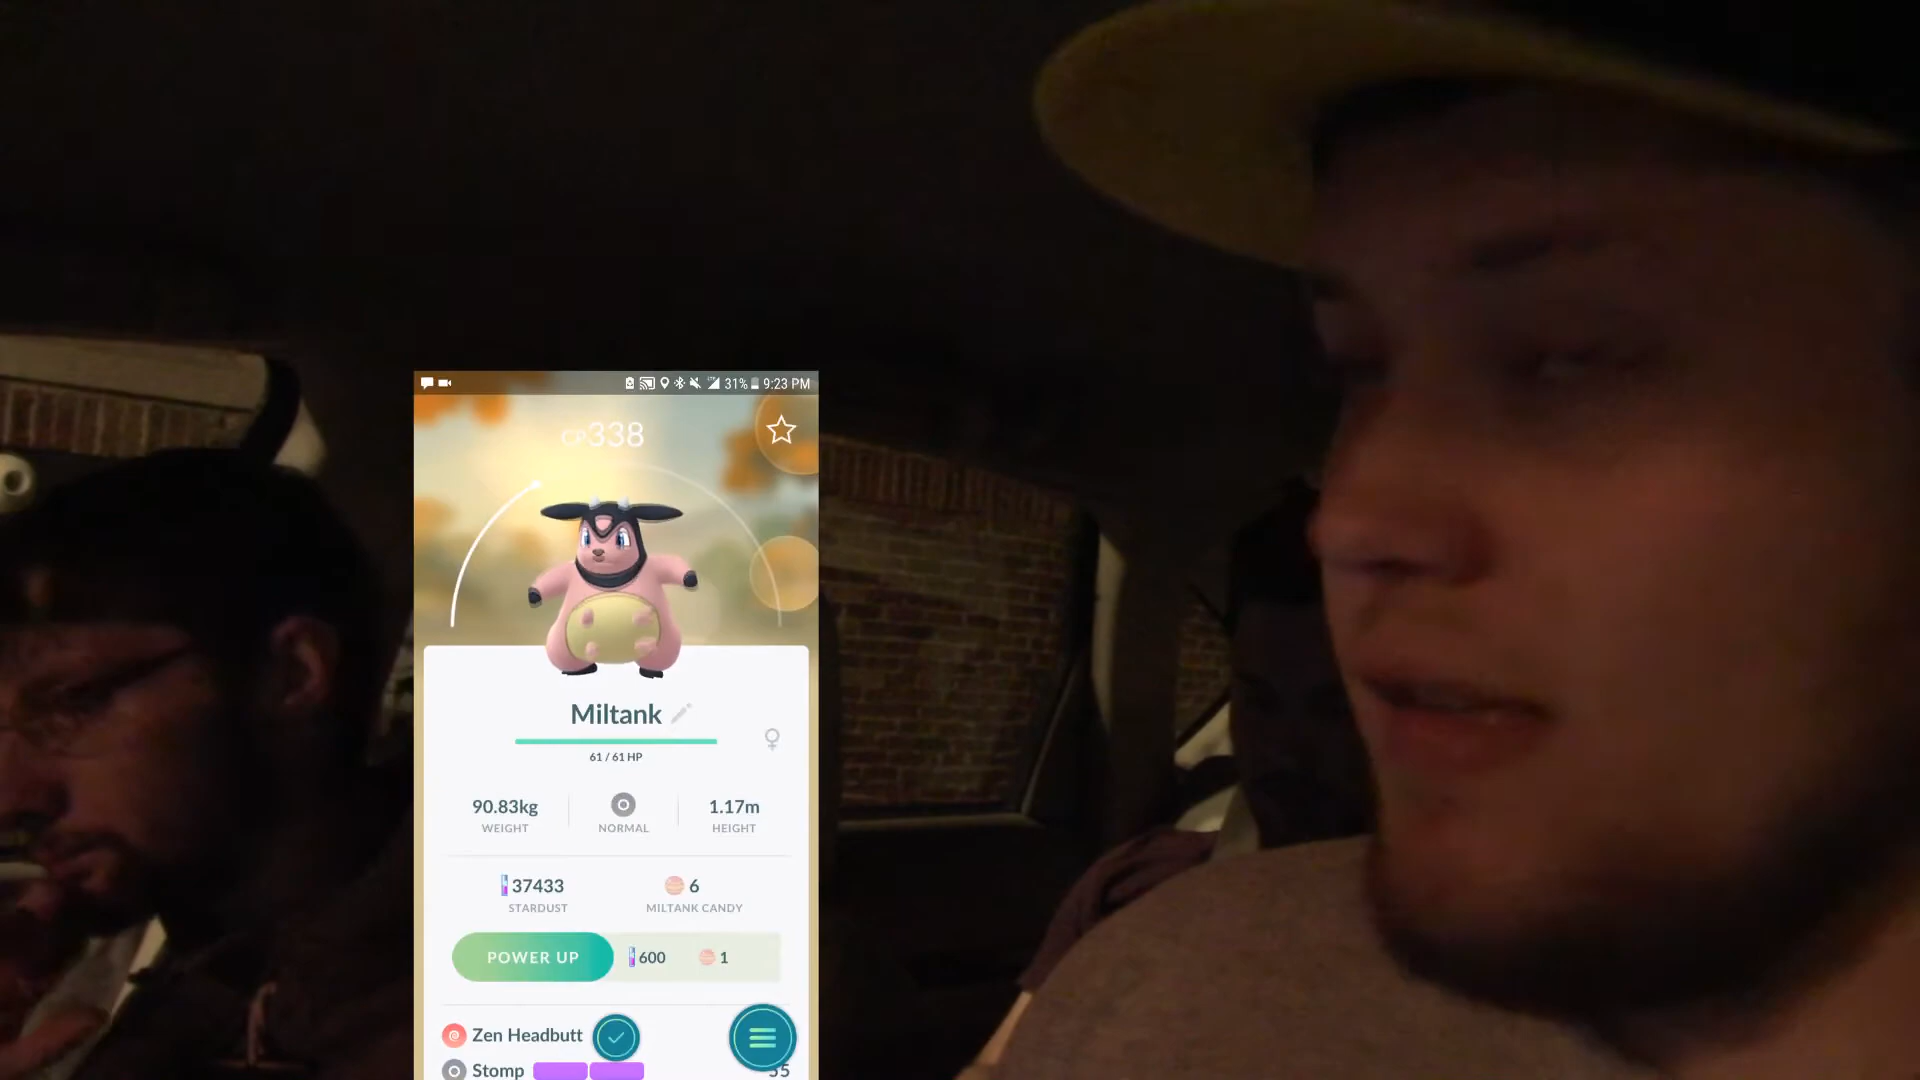 31% 9:23 PM
CP338
Miltank
61 / 61 HP
90.83kg
WEIGHT
NORMAL
1.17m
HEIGHT
37433
STARDUST
6
MILTANK CANDY
POWER UP 600 1
Zen Headbutt
Stomp 55